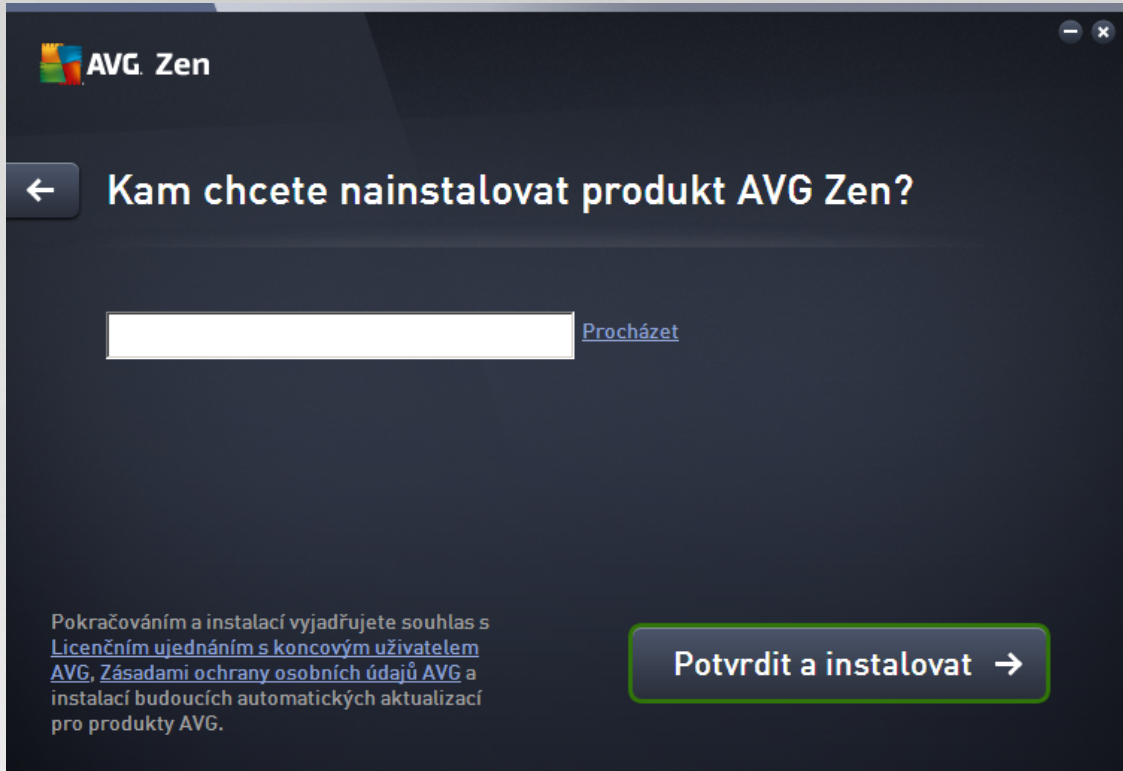 AVG Zen
Kam chcete nainstalovat produkt AVG Zen?
Procházet
Pokračováním a instalací vyjadřujete souhlas s
Licenčním ujednáním s koncovým uživatelem
AVG, Zásadami ochrany osobních údajů AVG a
instalací budoucích automatických aktualizací
pro produkty AVG.
Potvrdit a instalovat